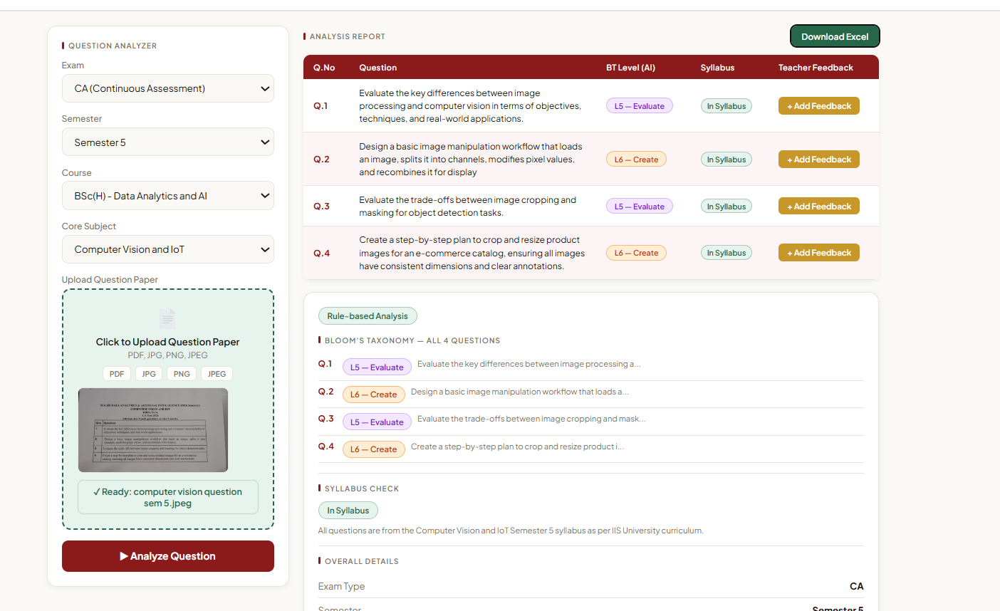 QUESTION ANALYZER
Exam
CA (Continuous Assessment)
Semester
Semester 5
Course
BSc(H) - Data Analytics and AI
Core Subject
Computer Vision and IoT
Upload Question Paper
Click to Upload Question Paper
PDF, JPG, PNG, JPEG
PDF JPG PNG JPEG
COMPUTER VISION AND IOT
✓ Ready: computer vision question
sem 5.jpeg
▶ Analyze Question
ANALYSIS REPORT
Download Excel
Q.No Question BT Level (AI) Syllabus Teacher Feedback
Q.1
Evaluate the key differences between image
processing and computer vision in terms of objectives,
techniques, and real-world applications.
L5 — Evaluate In Syllabus + Add Feedback
Q.2
Design a basic image manipulation workflow that loads
an image, splits it into channels, modifies pixel values,
and recombines it for display
L6 — Create In Syllabus + Add Feedback
Q.3
Evaluate the trade-offs between image cropping and
masking for object detection tasks.
L5 — Evaluate In Syllabus + Add Feedback
Q.4
Create a step-by-step plan to crop and resize product
images for an e-commerce catalog, ensuring all images
have consistent dimensions and clear annotations.
L6 — Create In Syllabus + Add Feedback
Rule-based Analysis
BLOOM'S TAXONOMY — ALL 4 QUESTIONS
Q.1 L5 — Evaluate Evaluate the key differences between image processing a...
Q.2 L6 — Create Design a basic image manipulation workflow that loads a...
Q.3 L5 — Evaluate Evaluate the trade-offs between image cropping and mask...
Q.4 L6 — Create Create a step-by-step plan to crop and resize product i...
SYLLABUS CHECK
In Syllabus
All questions are from the Computer Vision and IoT Semester 5 syllabus as per IIS University curriculum.
OVERALL DETAILS
Exam Type CA
Semester Semester 5